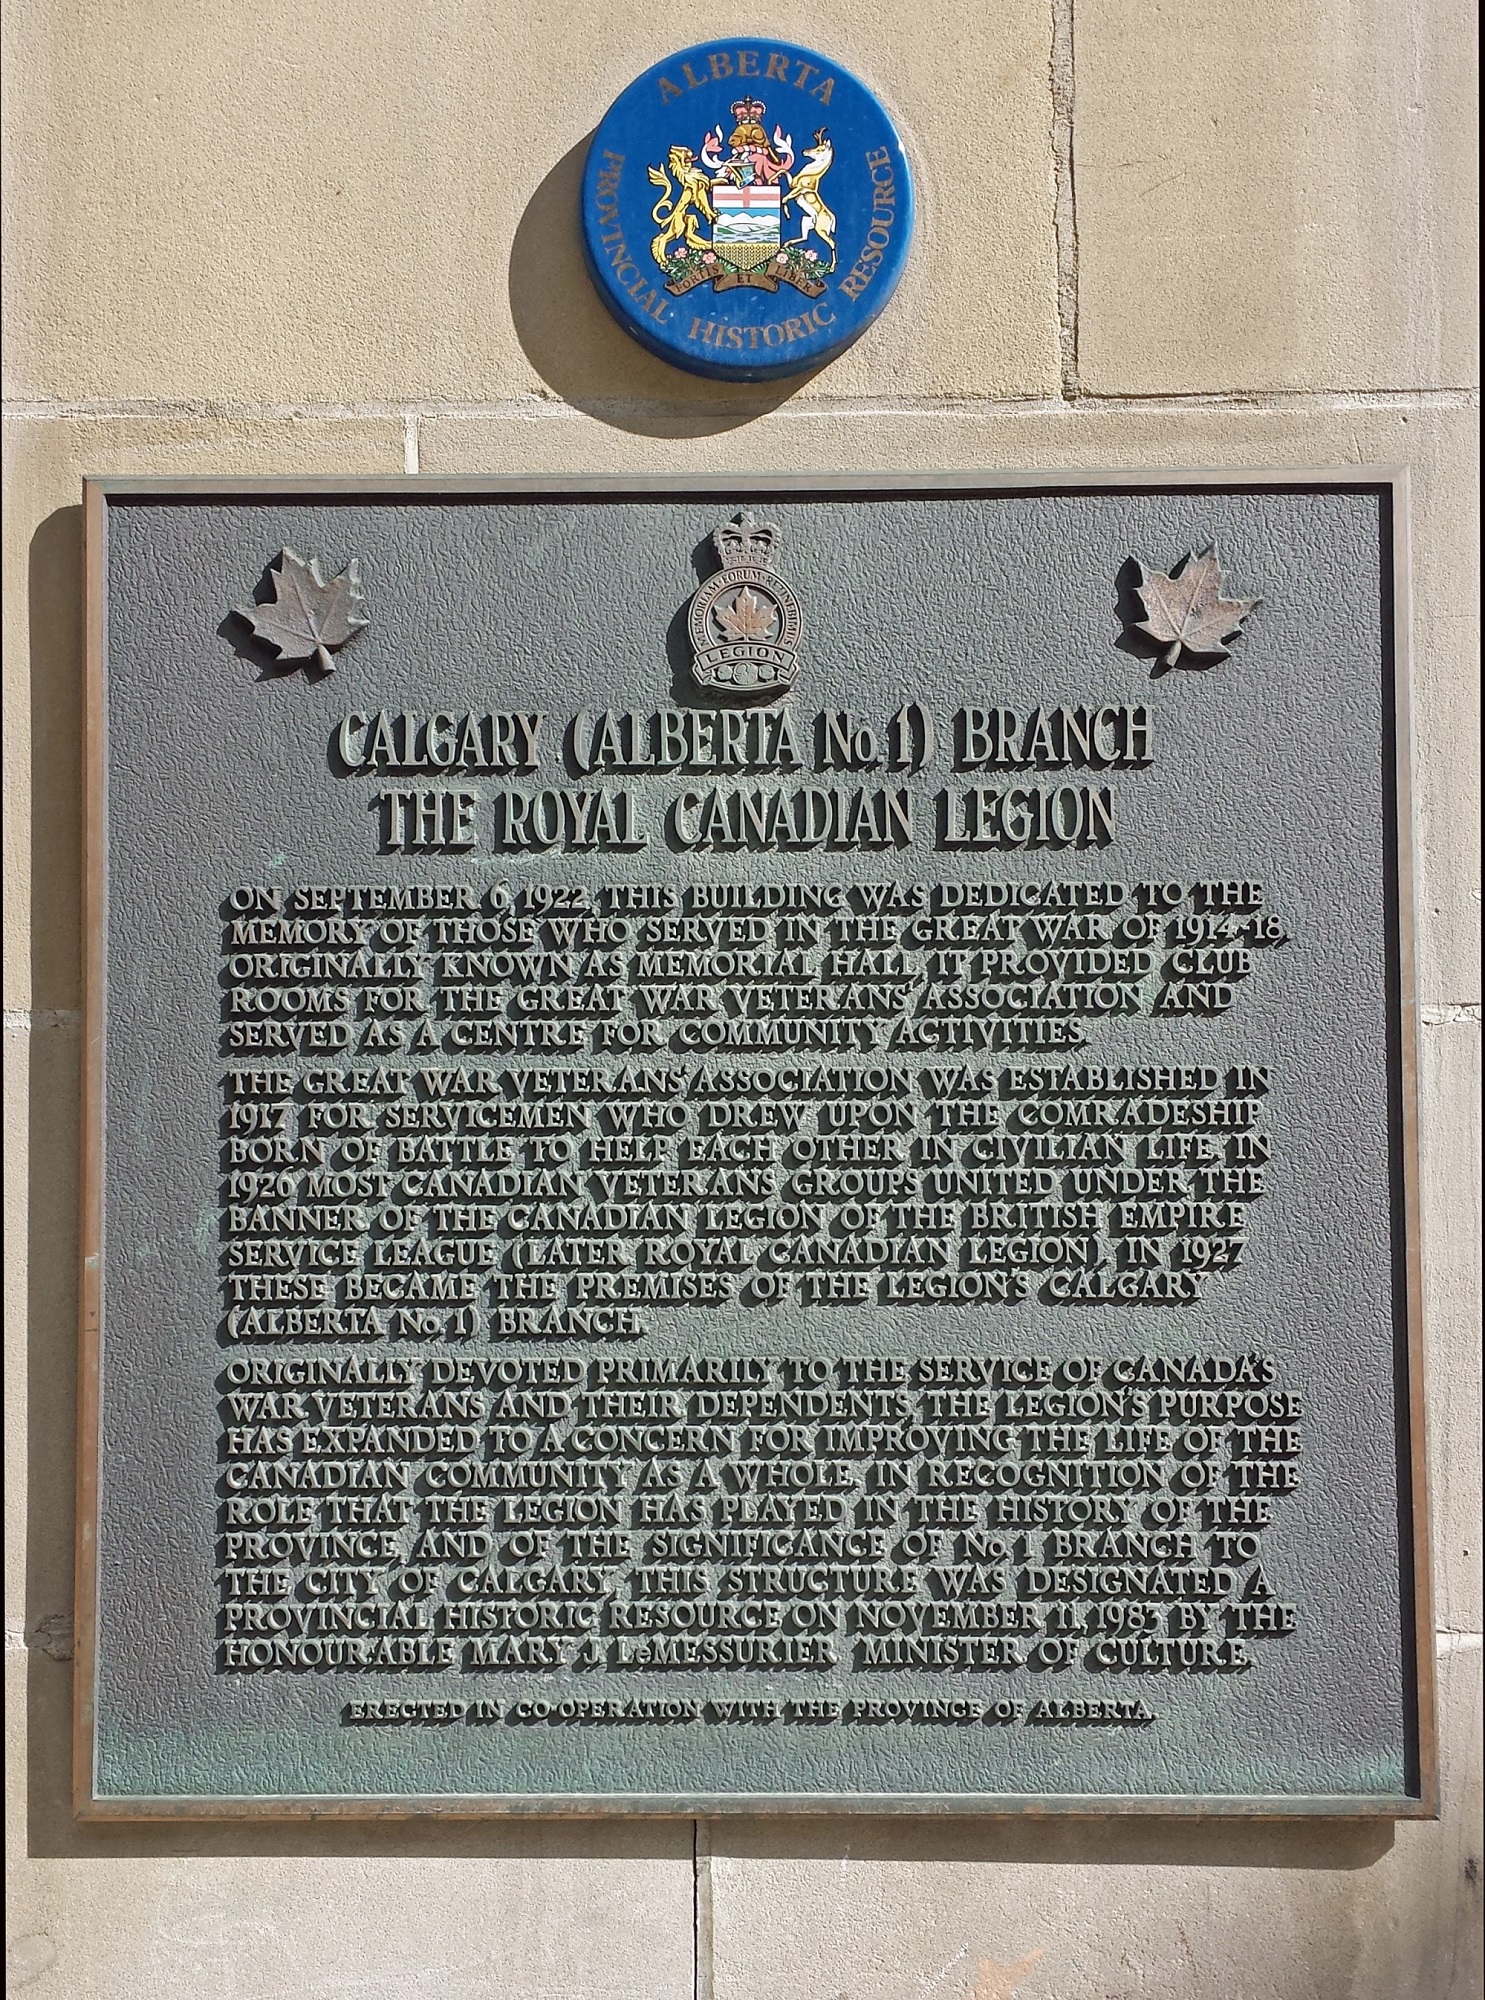 ALBERTA
PROVINCIAL HISTORIC RESOURCE
FORTIS ET LIBER
MEMORIAM EORUM RETINEBIMUS
LEGION
CALGARY (ALBERTA No. 1) BRANCH
THE ROYAL CANADIAN LEGION
ON SEPTEMBER 6, 1922, THIS BUILDING WAS DEDICATED TO THE
MEMORY OF THOSE WHO SERVED IN THE GREAT WAR OF 1914-18.
ORIGINALLY KNOWN AS MEMORIAL HALL, IT PROVIDED CLUB
ROOMS FOR THE GREAT WAR VETERANS' ASSOCIATION AND
SERVED AS A CENTRE FOR COMMUNITY ACTIVITIES.
THE GREAT WAR VETERANS' ASSOCIATION WAS ESTABLISHED IN
1917 FOR SERVICEMEN WHO DREW UPON THE COMRADESHIP
BORN OF BATTLE TO HELP EACH OTHER IN CIVILIAN LIFE. IN
1926 MOST CANADIAN VETERANS GROUPS UNITED UNDER THE
BANNER OF THE CANADIAN LEGION OF THE BRITISH EMPIRE
SERVICE LEAGUE (LATER ROYAL CANADIAN LEGION). IN 1927
THESE BECAME THE PREMISES OF THE LEGION'S CALGARY
(ALBERTA No. 1) BRANCH.
ORIGINALLY DEVOTED PRIMARILY TO THE SERVICE OF CANADA'S
WAR VETERANS AND THEIR DEPENDENTS, THE LEGION'S PURPOSE
HAS EXPANDED TO A CONCERN FOR IMPROVING THE LIFE OF THE
CANADIAN COMMUNITY AS A WHOLE. IN RECOGNITION OF THE
ROLE THAT THE LEGION HAS PLAYED IN THE HISTORY OF THE
PROVINCE, AND OF THE SIGNIFICANCE OF No. 1 BRANCH TO
THE CITY OF CALGARY, THIS STRUCTURE WAS DESIGNATED A
PROVINCIAL HISTORIC RESOURCE ON NOVEMBER 11, 1983 BY THE
HONOURABLE MARY J. LeMESSURIER MINISTER OF CULTURE.
ERECTED IN CO-OPERATION WITH THE PROVINCE OF ALBERTA.